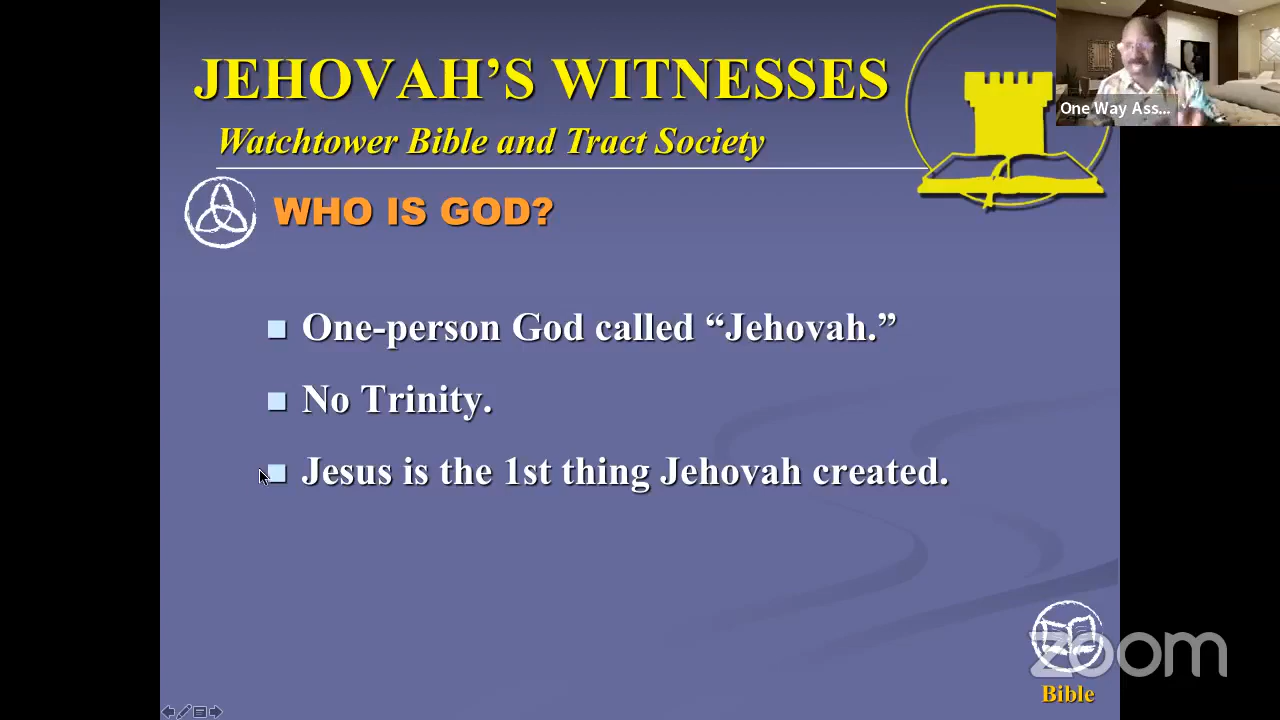 JEHOVAH’S WITNESSES
One Way Ass...
Watchtower Bible and Tract Society
WHO IS GOD?
One-person God called “Jehovah.”
No Trinity.
Jesus is the 1st thing Jehovah created.
zoom
Bible